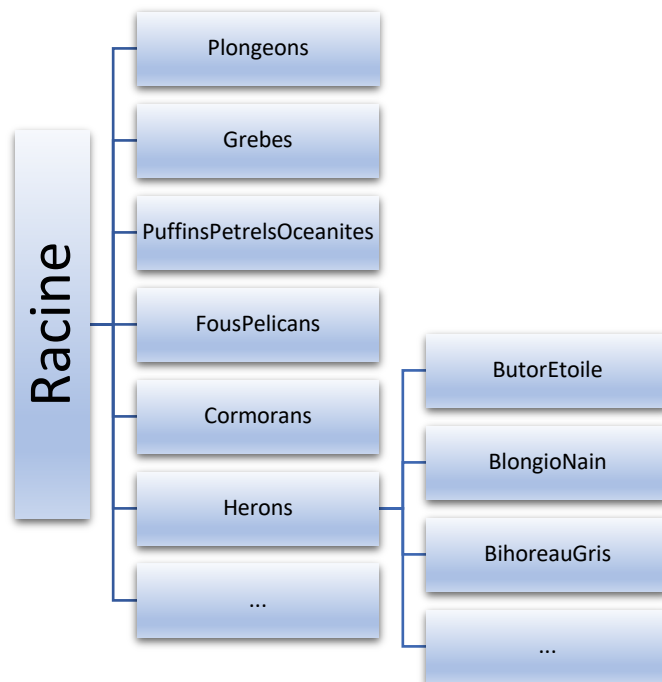 Racine
Plongeons
Grebes
PuffinsPetrelsOceanites
FousPelicans
Cormorans
Herons
...
ButorEtoile
BlongioNain
BihoreauGris
...